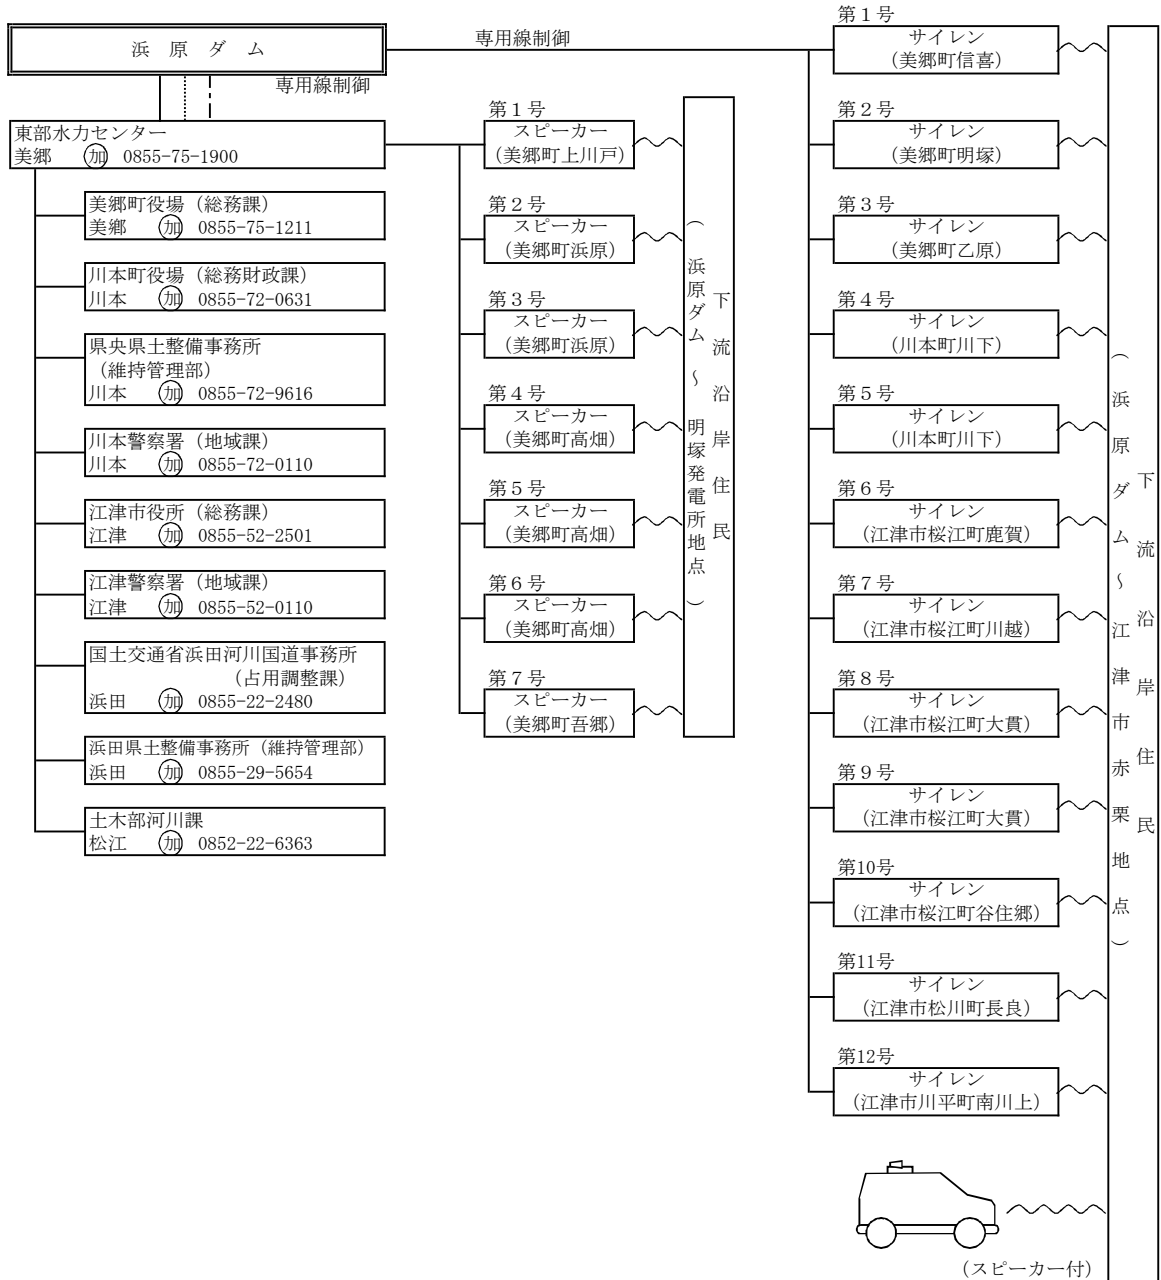 浜原ダム
専用線制御
専用線制御
東部水力センター
美郷 加 0855-75-1900
美郷町役場（総務課）
美郷 加 0855-75-1211
川本町役場（総務財政課）
川本 加 0855-72-0631
県央県土整備事務所
（維持管理部）
川本 加 0855-72-9616
川本警察署（地域課）
川本 加 0855-72-0110
江津市役所（総務課）
江津 加 0855-52-2501
江津警察署（地域課）
江津 加 0855-52-0110
国土交通省浜田河川国道事務所
（占用調整課）
浜田 加 0855-22-2480
浜田県土整備事務所（維持管理部）
浜田 加 0855-29-5654
土木部河川課
松江 加 0852-22-6363
第１号
スピーカー
（美郷町上川戸）
第２号
スピーカー
（美郷町浜原）
第３号
スピーカー
（美郷町浜原）
第４号
スピーカー
（美郷町高畑）
第５号
スピーカー
（美郷町高畑）
第６号
スピーカー
（美郷町高畑）
第７号
スピーカー
（美郷町吾郷）
下流沿岸住民
（浜原ダム～明塚発電所地点）
第１号
サイレン
（美郷町信喜）
第２号
サイレン
（美郷町明塚）
第３号
サイレン
（美郷町乙原）
第４号
サイレン
（川本町川下）
第５号
サイレン
（川本町川下）
第６号
サイレン
（江津市桜江町鹿賀）
第７号
サイレン
（江津市桜江町川越）
第８号
サイレン
（江津市桜江町大貫）
第９号
サイレン
（江津市桜江町大貫）
第10号
サイレン
（江津市桜江町谷住郷）
第11号
サイレン
（江津市松川町長良）
第12号
サイレン
（江津市川平町南川上）
下流沿岸住民
（浜原ダム～江津市赤栗地点）
（スピーカー付）